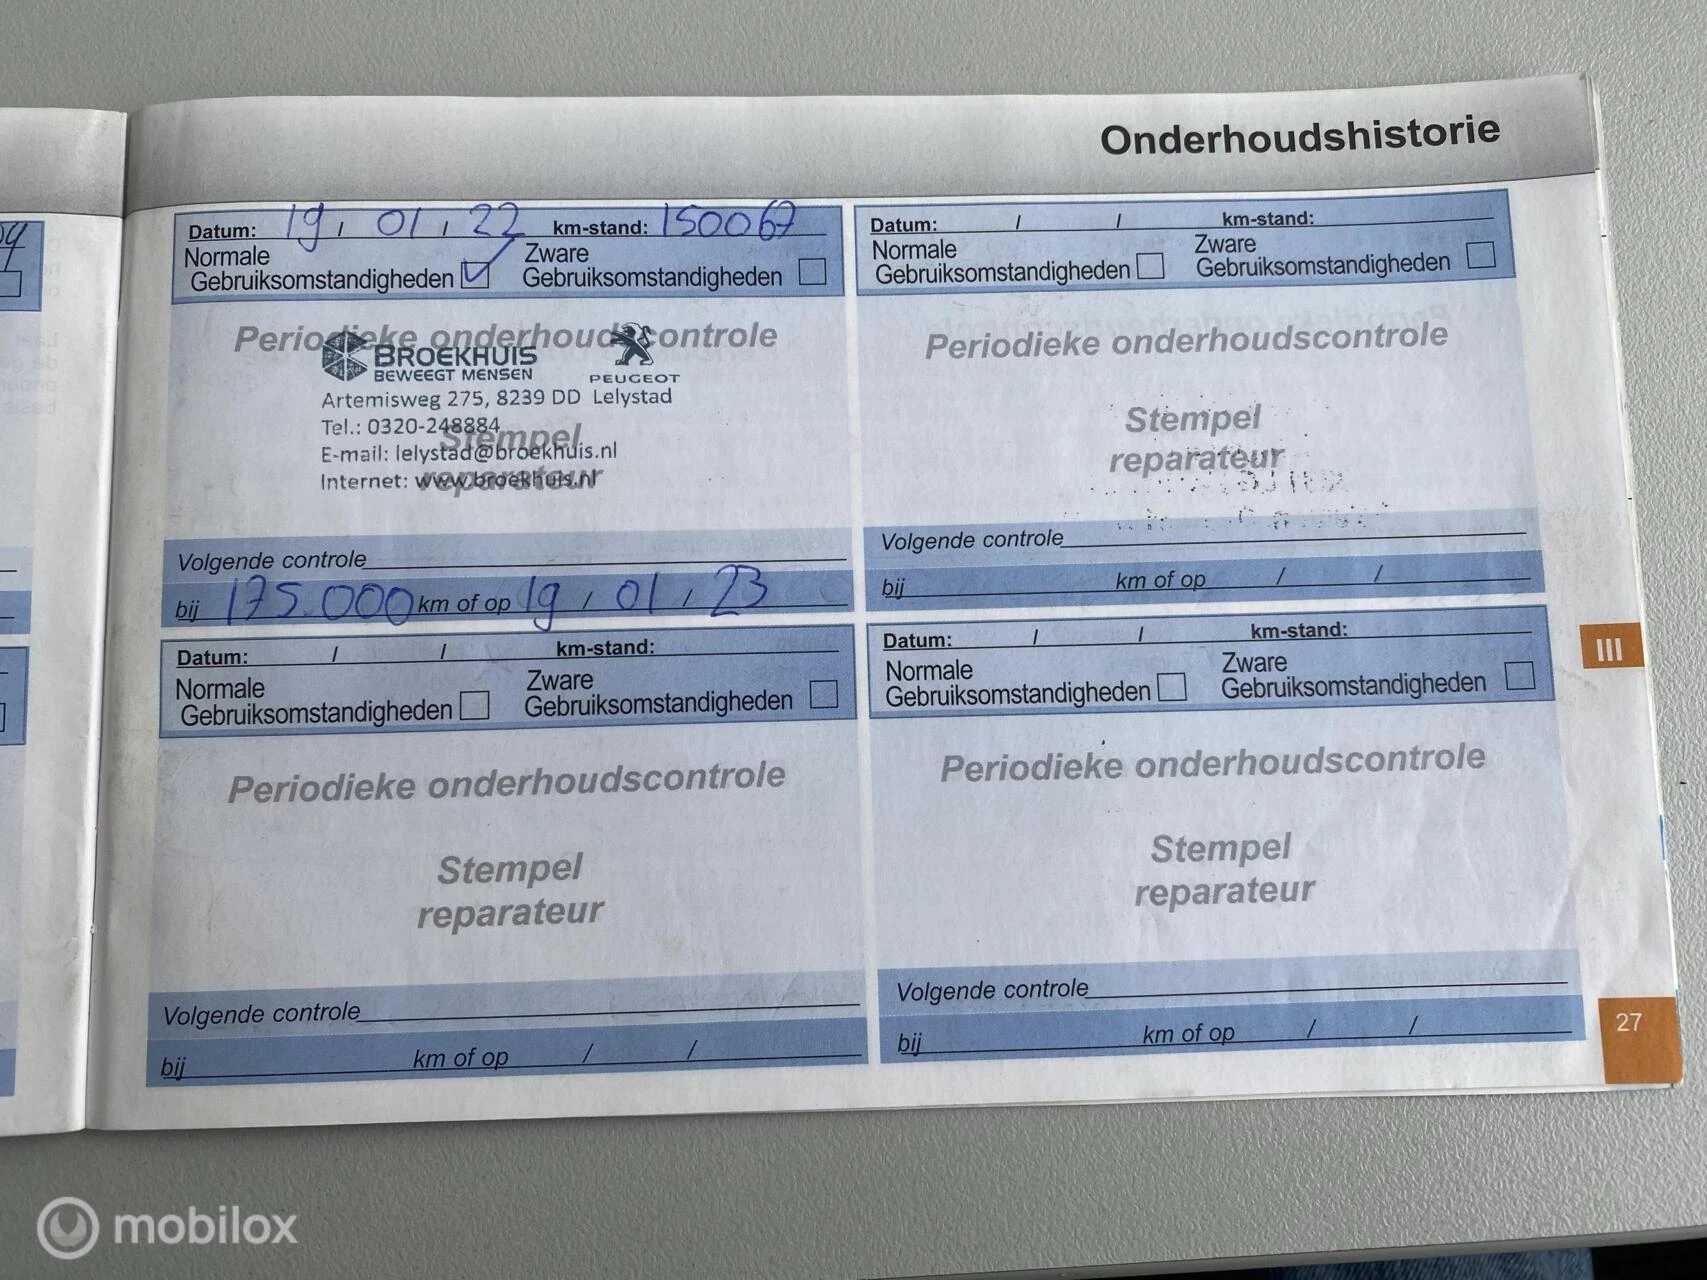 Onderhoudshistorie
Datum: 19 / 01 / 22 km-stand: 150067
Normale
Gebruiksomstandigheden
Zware
Gebruiksomstandigheden
Periodieke onderhoudscontrole
BROEKHUIS
BEWEEGT MENSEN
PEUGEOT
Artemisweg 275, 8239 DD Lelystad
Tel.: 0320-248884
Stempel
E-mail: lelystad@broekhuis.nl
reparateur
Internet: www.broekhuis.nl
Volgende controle
bij 175.000 km of op 19 / 01 / 23
Datum: / / km-stand:
Normale
Gebruiksomstandigheden
Zware
Gebruiksomstandigheden
Periodieke onderhoudscontrole
Stempel
reparateur
Volgende controle
bij km of op / /
Datum: / / km-stand:
Normale
Gebruiksomstandigheden
Zware
Gebruiksomstandigheden
Periodieke onderhoudscontrole
Stempel
reparateur
Volgende controle
bij km of op / /
Datum: / / km-stand:
Normale
Gebruiksomstandigheden
Zware
Gebruiksomstandigheden
Periodieke onderhoudscontrole
Stempel
reparateur
Volgende controle
bij km of op / /
III
27
mobilox